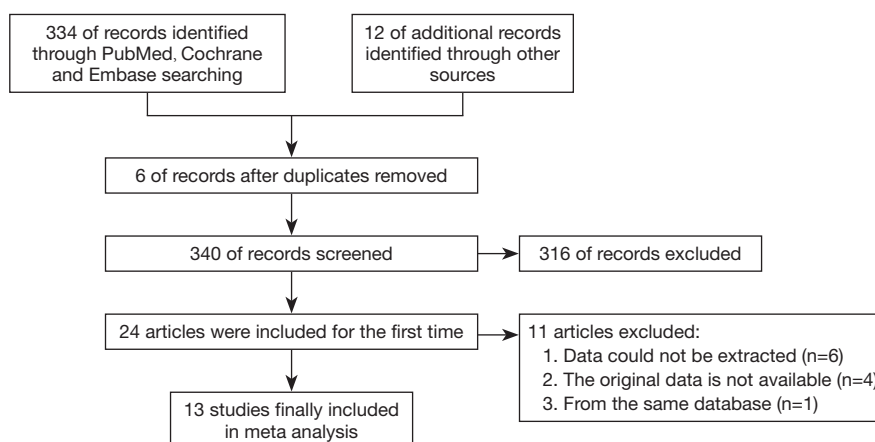 334 of records identified
through PubMed, Cochrane
and Embase searching
12 of additional records
identified through other
sources
6 of records after duplicates removed
340 of records screened
316 of records excluded
24 articles were included for the first time
11 articles excluded:
1. Data could not be extracted (n=6)
2. The original data is not available (n=4)
3. From the same database (n=1)
13 studies finally included
in meta analysis